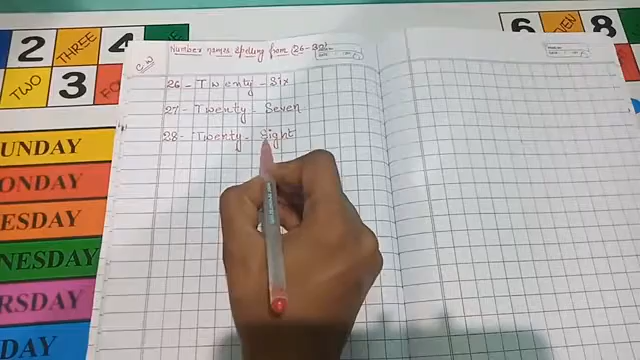 2 THREE 4
TWO 3
6 SEVEN 8
C.W
Number names spelling from (26-30)
26 - Twenty - Six
27 - Twenty - Seven
28 - Twenty - Eight
UNDAY
ONDAY
ESDAY
NESDAY
RSDAY
DAY